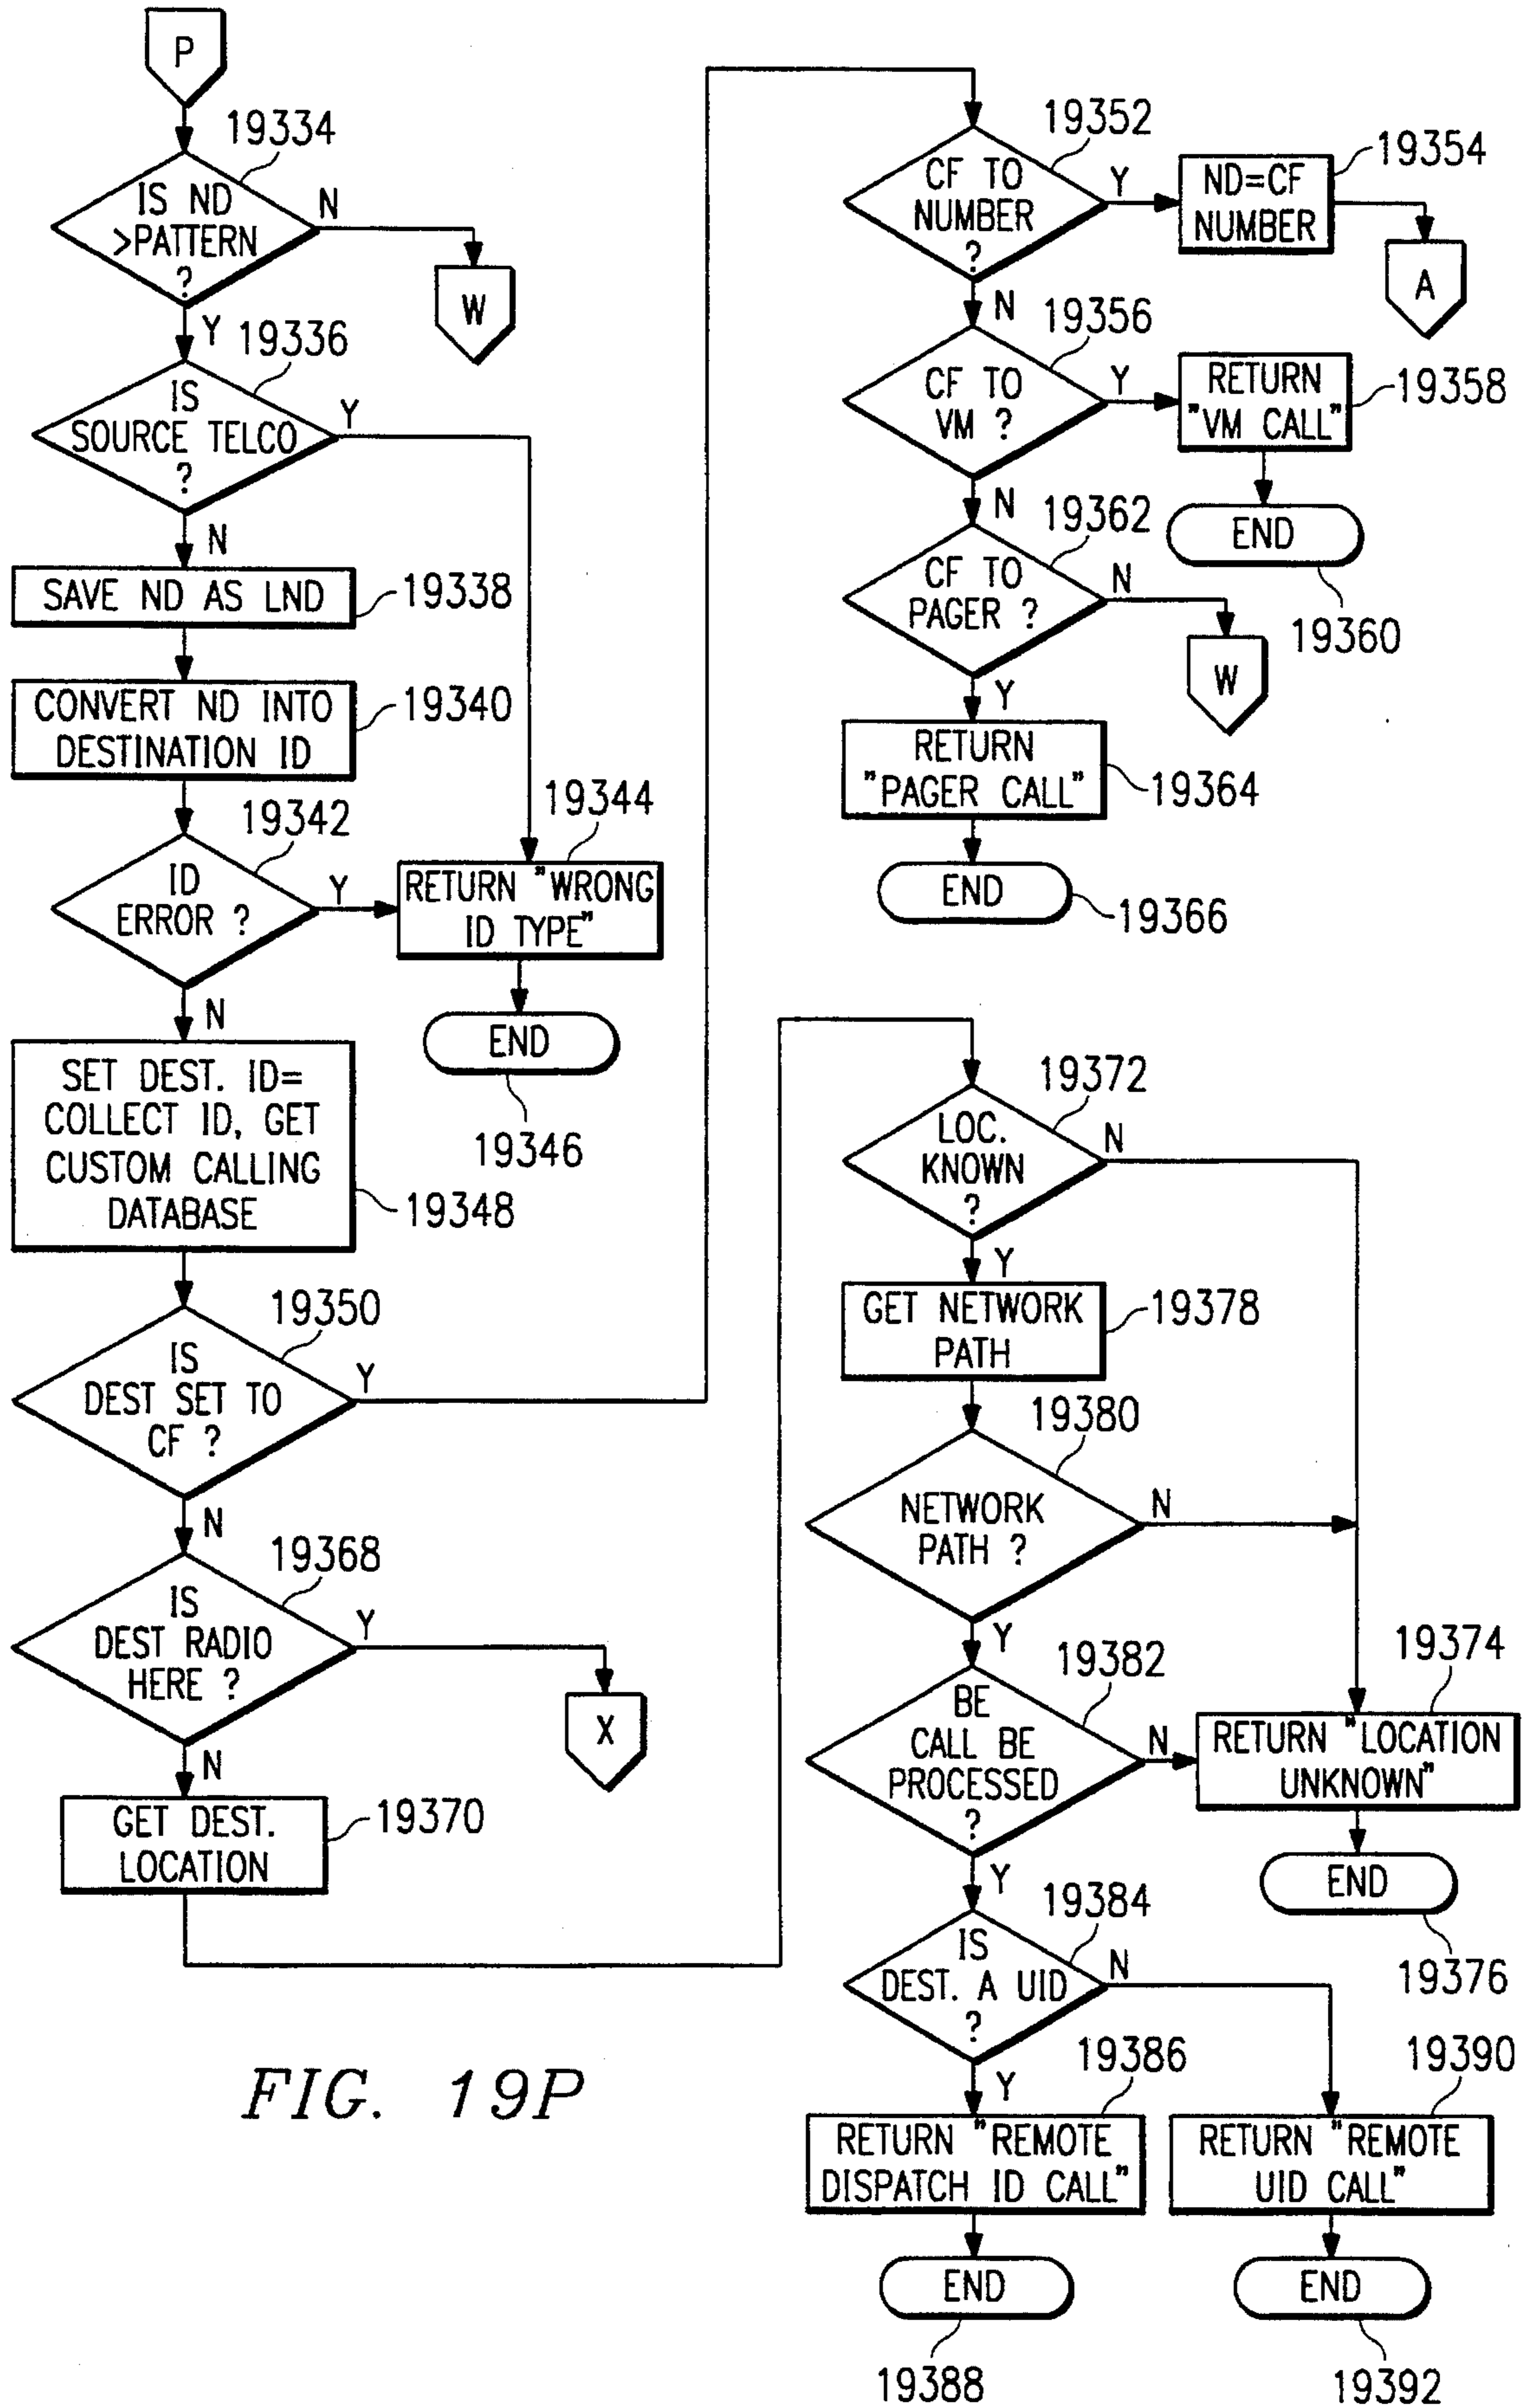 P
19334
IS ND
>PATTERN
?
N
W
Y
19336
IS
SOURCE TELCO
?
Y
N
SAVE ND AS LND
19338
CONVERT ND INTO
DESTINATION ID
19340
19342
ID
ERROR ?
Y
19344
RETURN "WRONG
ID TYPE"
END
19346
N
SET DEST. ID=
COLLECT ID, GET
CUSTOM CALLING
DATABASE
19348
19350
IS
DEST SET TO
CF ?
Y
N
19368
IS
DEST RADIO
HERE ?
Y
X
N
GET DEST.
LOCATION
19370
19352
CF TO
NUMBER
?
Y
ND=CF
NUMBER
19354
A
N
19356
CF TO
VM ?
Y
RETURN
"VM CALL"
19358
END
19360
N
19362
CF TO
PAGER ?
N
W
Y
RETURN
"PAGER CALL"
19364
END
19366
19372
LOC.
KNOWN
?
N
Y
GET NETWORK
PATH
19378
19380
NETWORK
PATH ?
N
Y
19382
BE
CALL BE
PROCESSED
?
N
19374
RETURN "LOCATION
UNKNOWN"
END
19376
Y
19384
IS
DEST. A UID
?
N
Y
19386
RETURN "REMOTE
DISPATCH ID CALL"
END
19388
19390
RETURN "REMOTE
UID CALL"
END
19392
FIG. 19P